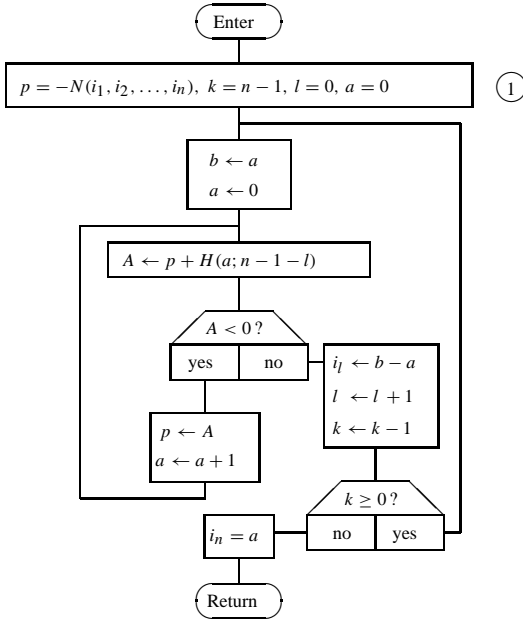 Enter
p = −N(i₁, i₂, . . . , iₙ), k = n − 1, l = 0, a = 0
1
b ← a
a ← 0
A ← p + H(a; n − 1 − l)
A < 0 ?
yes no
iₗ ← b − a
l ← l + 1
k ← k − 1
p ← A
a ← a + 1
k ≥ 0 ?
no yes
iₙ = a
Return